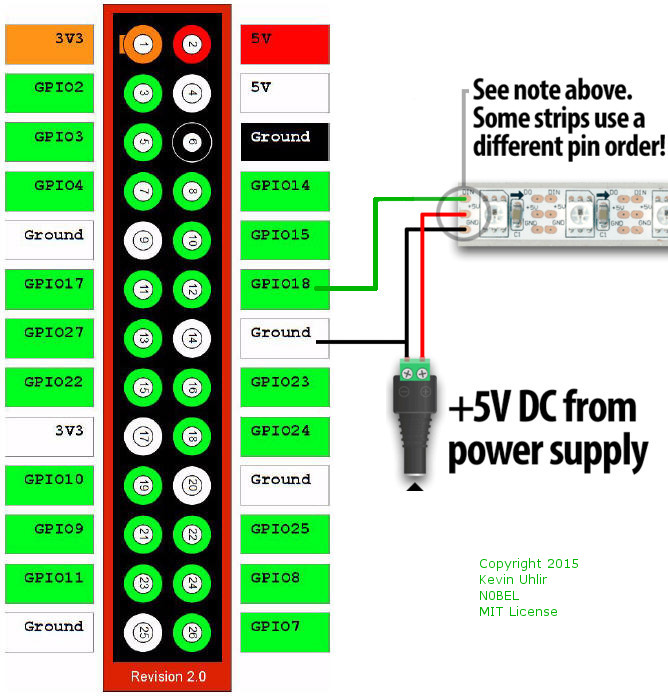 3V3 1 2 5V
GPIO2 3 4 5V
GPIO3 5 6 Ground
GPIO4 7 8 GPIO14
Ground 9 10 GPIO15
GPIO17 11 12 GPIO18
GPIO27 13 14 Ground
GPIO22 15 16 GPIO23
3V3 17 18 GPIO24
GPIO10 19 20 Ground
GPIO9 21 22 GPIO25
GPIO11 23 24 GPIO8
Ground 25 26 GPIO7
Revision 2.0
See note above.
Some strips use a
different pin order!
DIN DO DIN DO DIN
+5V +5V +5V +5V +5V
GND GND GND
C1 C1
+5V DC from
power supply
Copyright 2015
Kevin Uhlir
N0BEL
MIT License